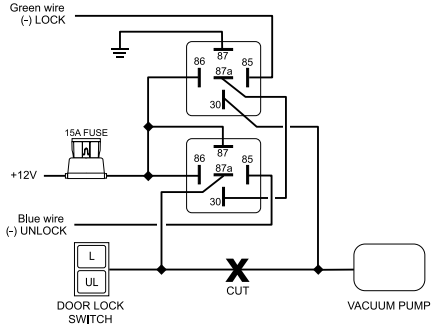 Green wire
(-) LOCK
87
86
87a
85
30
15A FUSE
87
86
87a
85
+12V
30
Blue wire
(-) UNLOCK
L
UL
CUT
DOOR LOCK
SWITCH
VACUUM PUMP